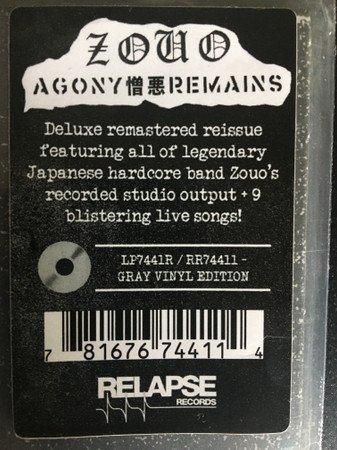 ZOUO
AGONY憎悪REMAINS
Deluxe remastered reissue
featuring all of legendary
Japanese hardcore band Zouo's
recorded studio output + 9
blistering live songs!
LP7441R / RR74411 -
GRAY VINYL EDITION
7 81676 74411 4
RELAPSE
RECORDS